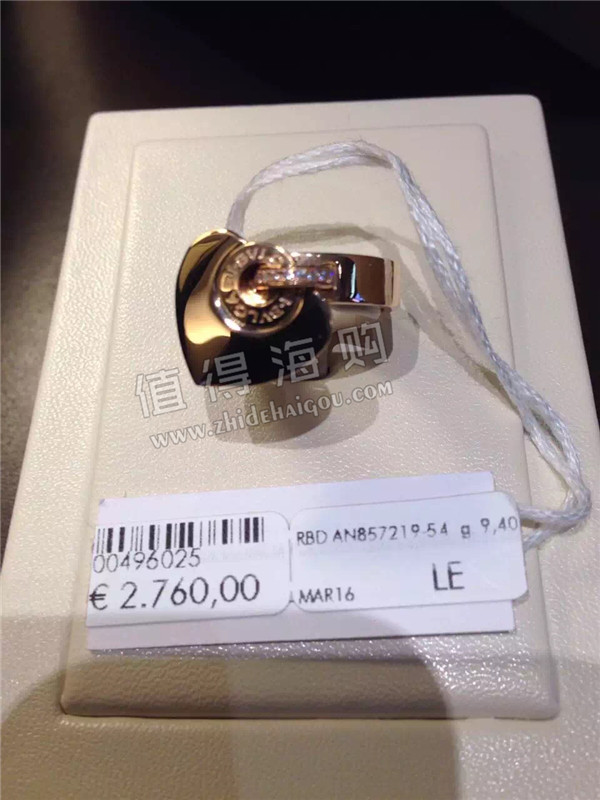 BVLGARI
BVLGARI
值得海购
www.zhidehaigou.com
00496025
€ 2.760,00
RBD AN857219-54 g 9,40
MAR16 LE